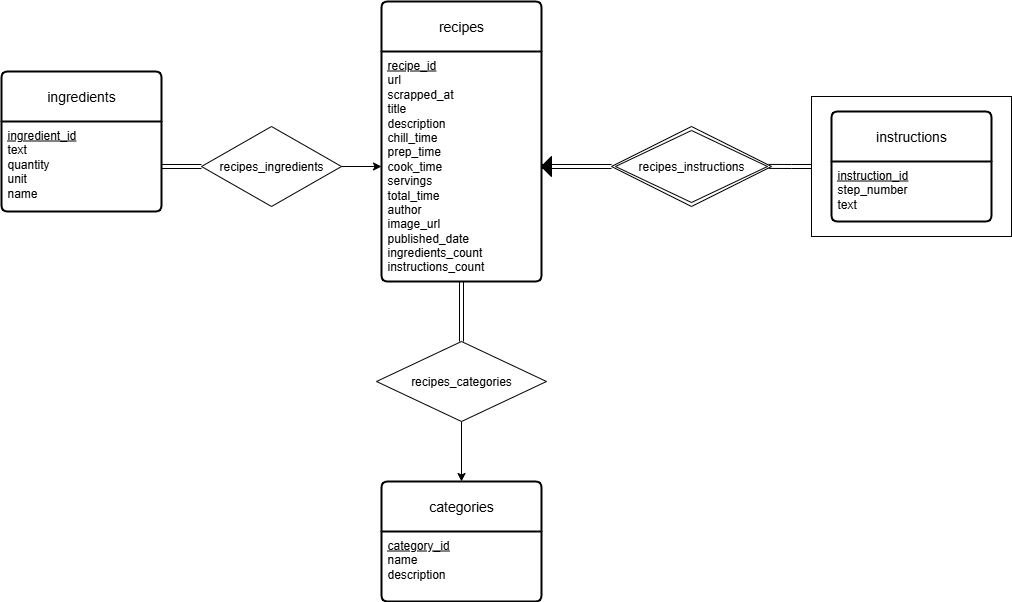 recipes
recipe_id
url
scrapped_at
title
description
chill_time
prep_time
cook_time
servings
total_time
author
image_url
published_date
ingredients_count
instructions_count
ingredients
ingredient_id
text
quantity
unit
name
recipes_ingredients
recipes_instructions
instructions
instruction_id
step_number
text
recipes_categories
categories
category_id
name
description